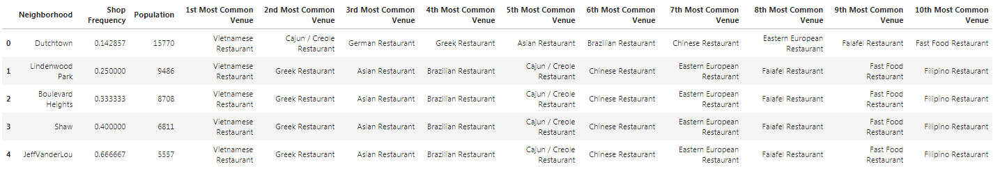 Neighborhood Shop Frequency Population 1st Most Common Venue 2nd Most Common Venue 3rd Most Common Venue 4th Most Common Venue 5th Most Common Venue 6th Most Common Venue 7th Most Common Venue 8th Most Common Venue 9th Most Common Venue 10th Most Common Venue
0 Dutchtown 0.142857 15770 Vietnamese Restaurant Cajun / Creole Restaurant German Restaurant Greek Restaurant Asian Restaurant Brazilian Restaurant Chinese Restaurant Eastern European Restaurant Falafel Restaurant Fast Food Restaurant
1 Lindenwood Park 0.250000 9486 Vietnamese Restaurant Greek Restaurant Asian Restaurant Brazilian Restaurant Cajun / Creole Restaurant Chinese Restaurant Eastern European Restaurant Falafel Restaurant Fast Food Restaurant Filipino Restaurant
2 Boulevard Heights 0.333333 8708 Vietnamese Restaurant Greek Restaurant Asian Restaurant Brazilian Restaurant Cajun / Creole Restaurant Chinese Restaurant Eastern European Restaurant Falafel Restaurant Fast Food Restaurant Filipino Restaurant
3 Shaw 0.400000 6811 Vietnamese Restaurant Greek Restaurant Asian Restaurant Brazilian Restaurant Cajun / Creole Restaurant Chinese Restaurant Eastern European Restaurant Falafel Restaurant Fast Food Restaurant Filipino Restaurant
4 JeffVanderLou 0.666667 5557 Vietnamese Restaurant Greek Restaurant Asian Restaurant Brazilian Restaurant Cajun / Creole Restaurant Chinese Restaurant Eastern European Restaurant Falafel Restaurant Fast Food Restaurant Filipino Restaurant